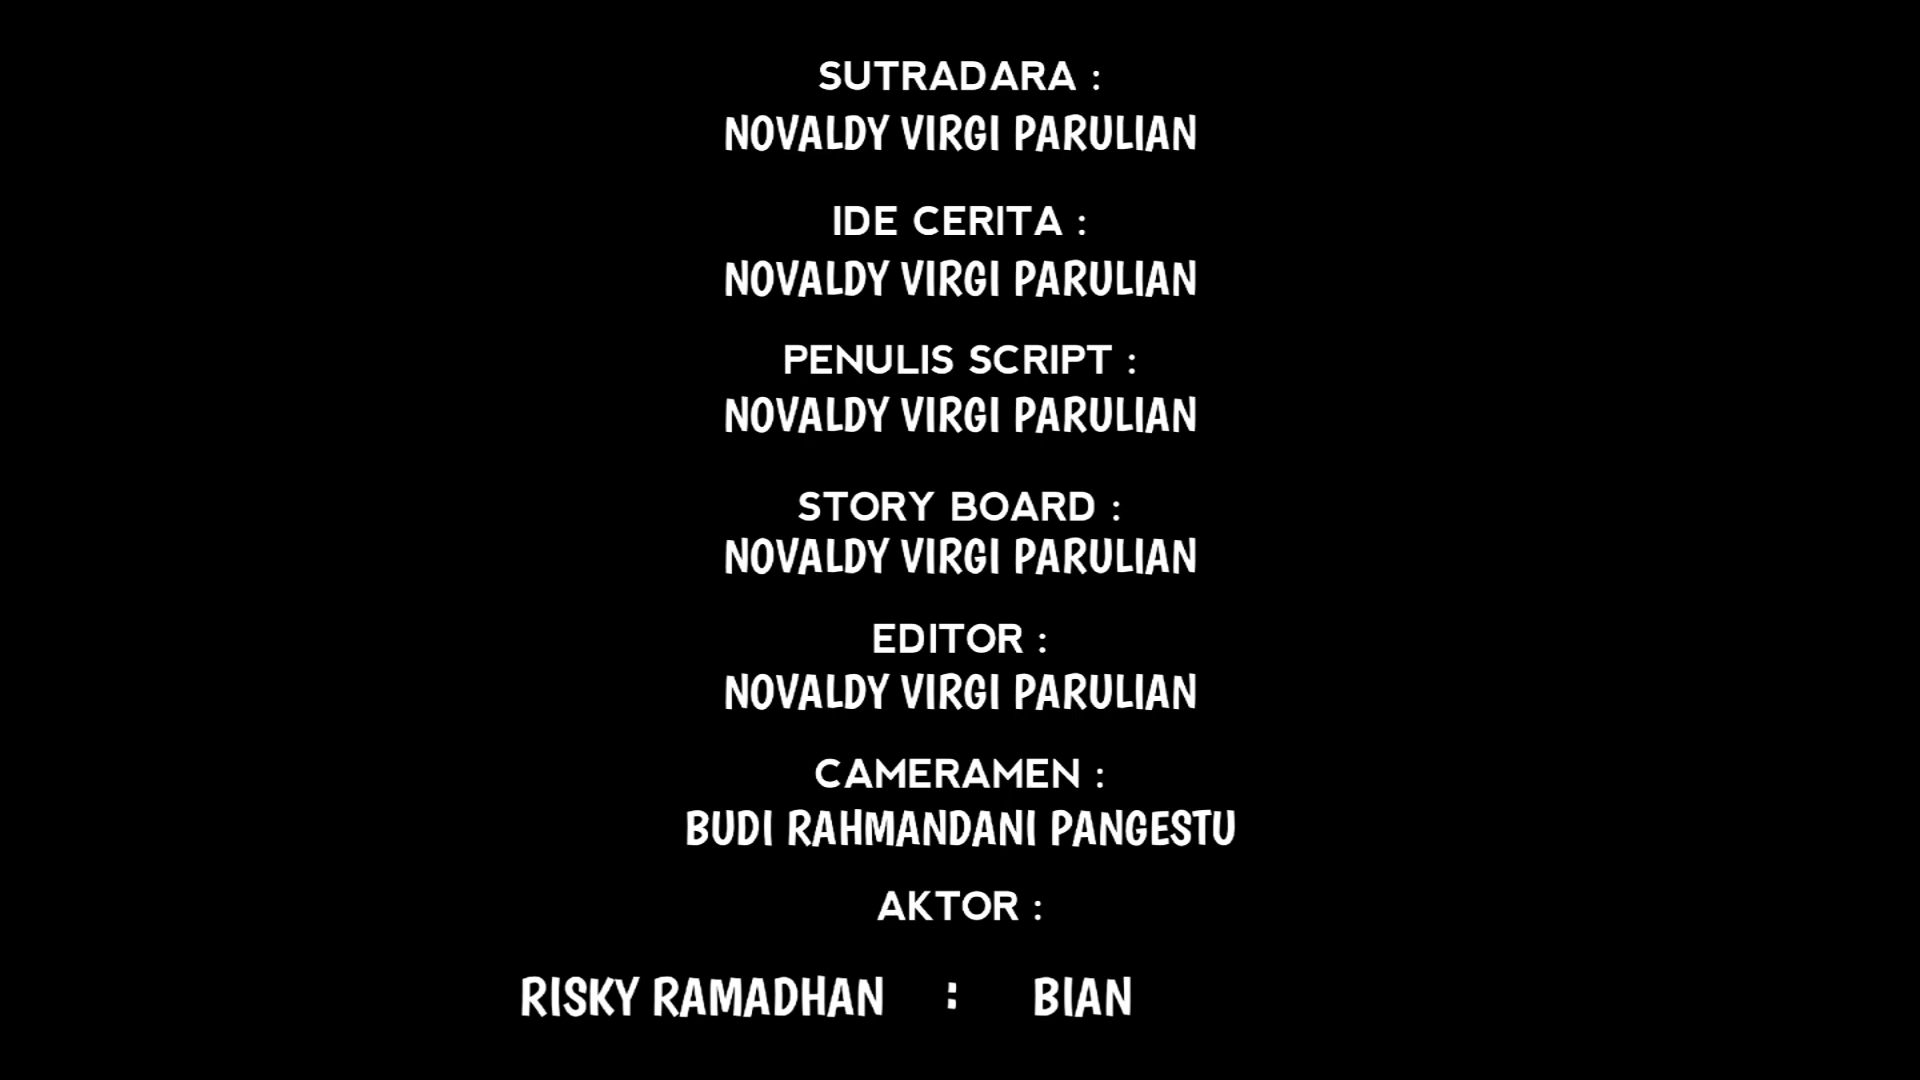 SUTRADARA :
NOVALDY VIRGI PARULIAN
IDE CERITA :
NOVALDY VIRGI PARULIAN
PENULIS SCRIPT :
NOVALDY VIRGI PARULIAN
STORY BOARD :
NOVALDY VIRGI PARULIAN
EDITOR :
NOVALDY VIRGI PARULIAN
CAMERAMEN :
BUDI RAHMANDANI PANGESTU
AKTOR :
RISKY RAMADHAN : BIAN